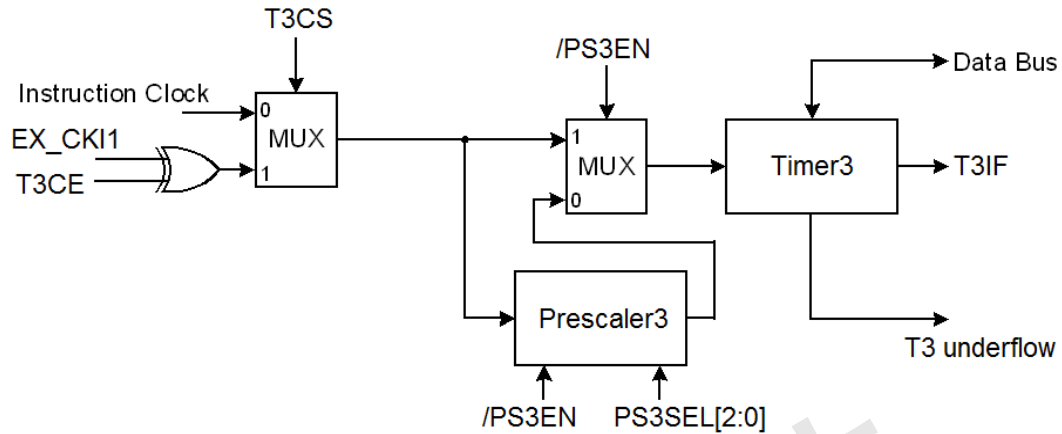 T3CS
/PS3EN
Data Bus
Instruction Clock
0
EX_CKI1
MUX
1
MUX
Timer3
T3IF
T3CE
1
0
Prescaler3
T3 underflow
/PS3EN
PS3SEL[2:0]